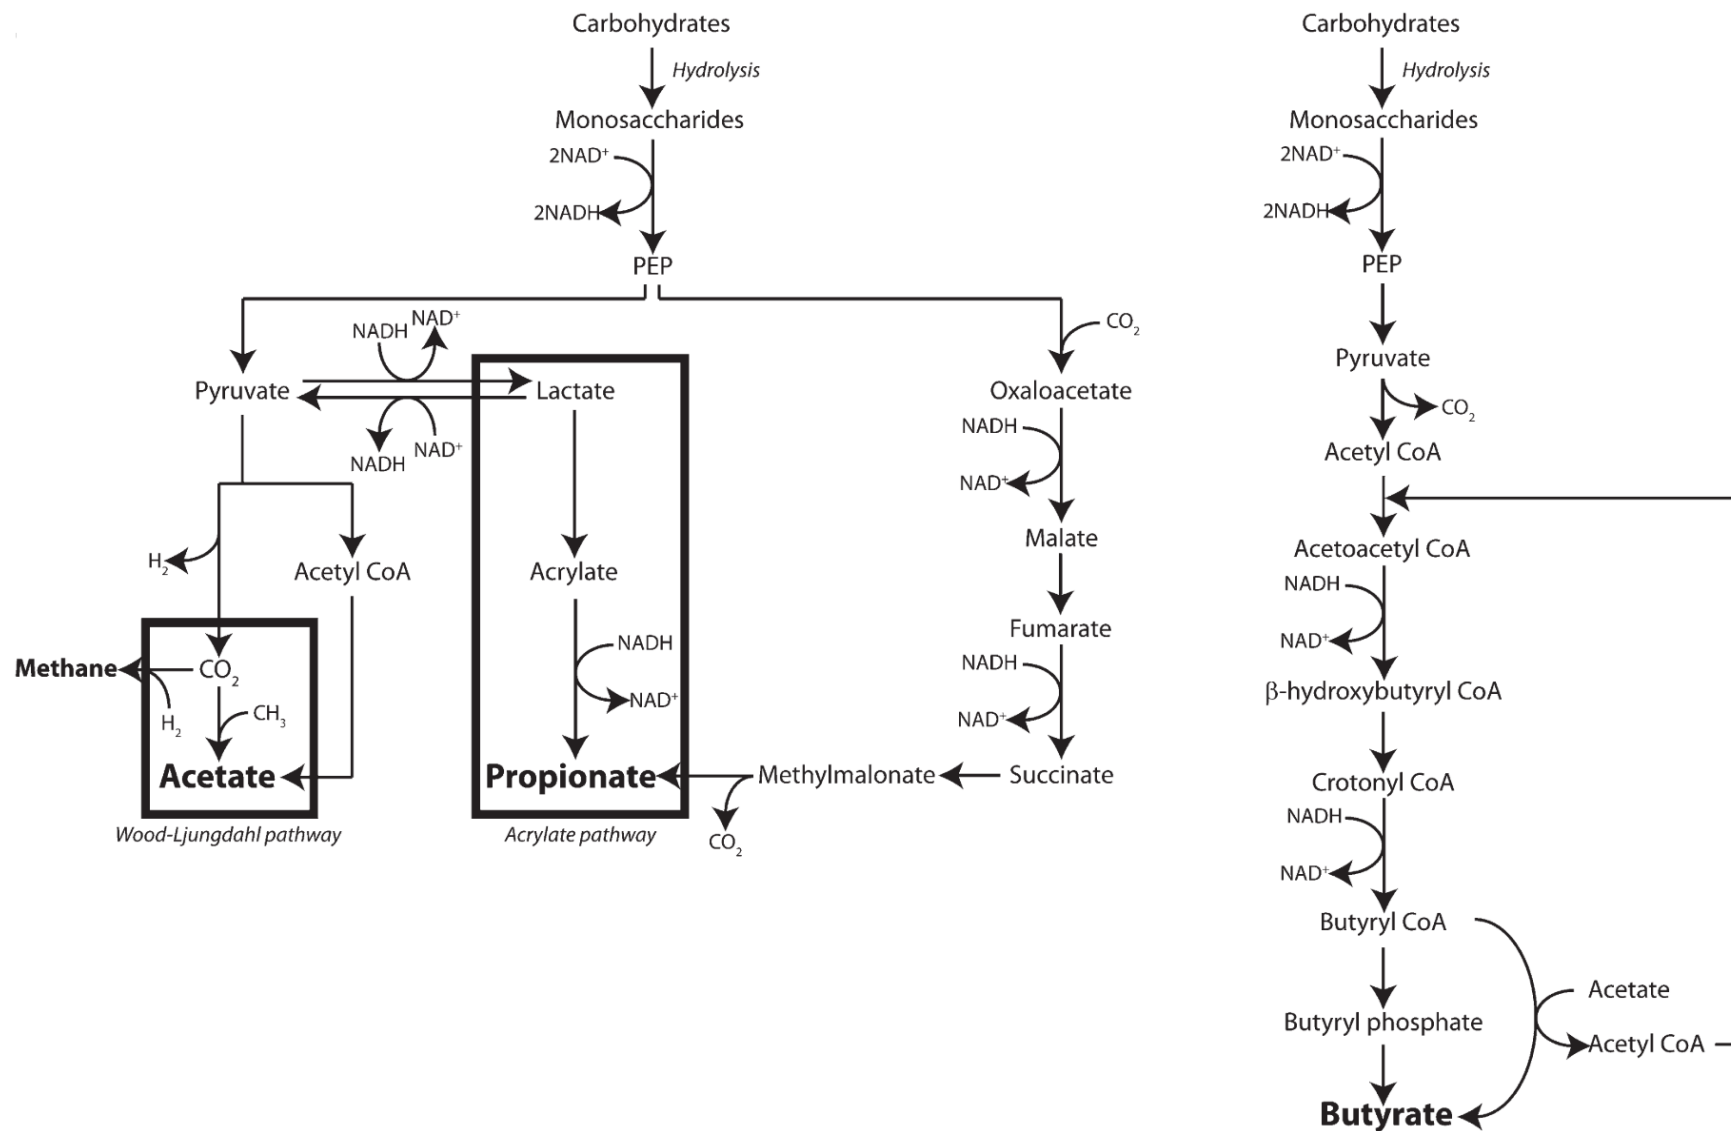 Carbohydrates
Hydrolysis
Monosaccharides
2NAD⁺
2NADH
PEP
NADH
NAD⁺
CO₂
Pyruvate
Lactate
Oxaloacetate
NADH
NAD⁺
NADH
NAD⁺
Malate
H₂
Acetyl CoA
Acrylate
Fumarate
NADH
NAD⁺
NADH
NAD⁺
Methane
CO₂
H₂
CH₃
Acetate
Propionate
Methylmalonate
Succinate
CO₂
Wood-Ljungdahl pathway
Acrylate pathway
Carbohydrates
Hydrolysis
Monosaccharides
2NAD⁺
2NADH
PEP
Pyruvate
CO₂
Acetyl CoA
Acetoacetyl CoA
NADH
NAD⁺
β-hydroxybutyryl CoA
Crotonyl CoA
NADH
NAD⁺
Butyryl CoA
Acetate
Butyryl phosphate
Acetyl CoA
Butyrate